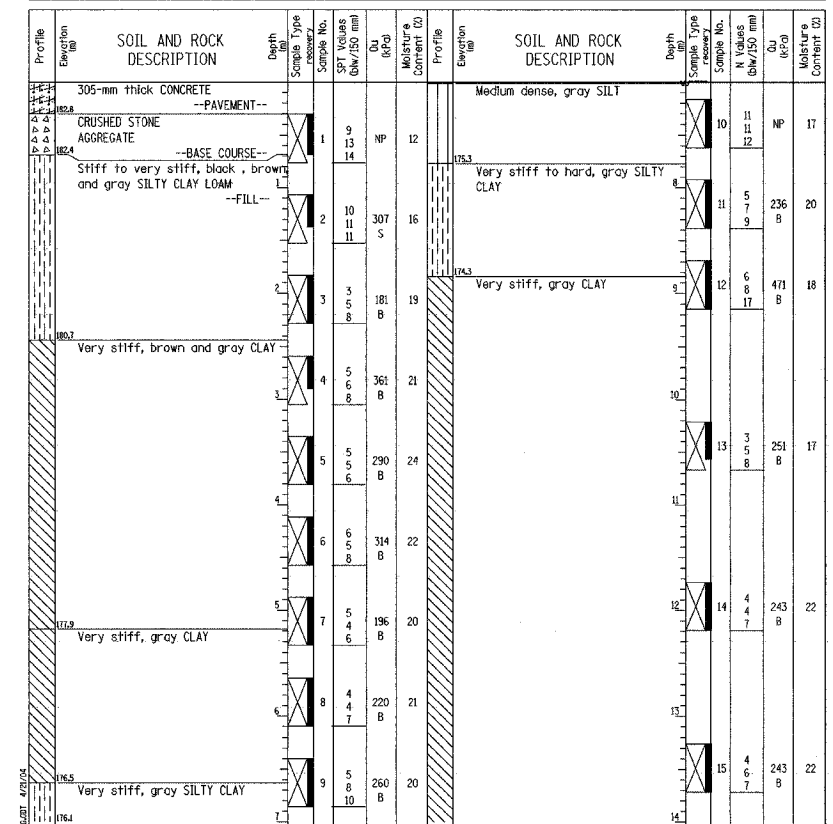 Profile
Elevation (m)
SOIL AND ROCK DESCRIPTION
Depth (m)
Sample Type recovery
Sample No.
SPT Values (blw/150 mm)
Qu (kPa)
Moisture Content (%)
305-mm thick CONCRETE
--PAVEMENT--
182.8
CRUSHED STONE
AGGREGATE
--BASE COURSE--
1 9 13 14 NP 12
182.4
Stiff to very stiff, black , brown
and gray SILTY CLAY LOAM
1
--FILL--
2 10 11 11 307 S 16
2
3 3 5 8 181 B 19
180.7
Very stiff, brown and gray CLAY
4 5 6 8 361 B 21
3
5 5 5 6 290 B 24
4
6 6 5 8 314 B 22
5
7 5 4 6 196 B 20
177.9
Very stiff, gray CLAY
8 4 4 7 220 B 21
6
176.5
Very stiff, gray SILTY CLAY
9 5 8 10 260 B 20
176.1
7
4/21/04
Profile
Elevation (m)
SOIL AND ROCK DESCRIPTION
Depth (m)
Sample Type recovery
Sample No.
N Values (blw/150 mm)
Qu (kPa)
Moisture Content (%)
Medium dense, gray SILT
10 11 11 12 NP 17
175.3
Very stiff to hard, gray SILTY
CLAY
8
11 5 7 9 236 B 20
174.3
Very stiff, gray CLAY
9
12 6 8 17 471 B 18
10
13 3 5 8 251 B 17
11
12
14 4 4 7 243 B 22
13
15 4 6 7 243 B 22
14